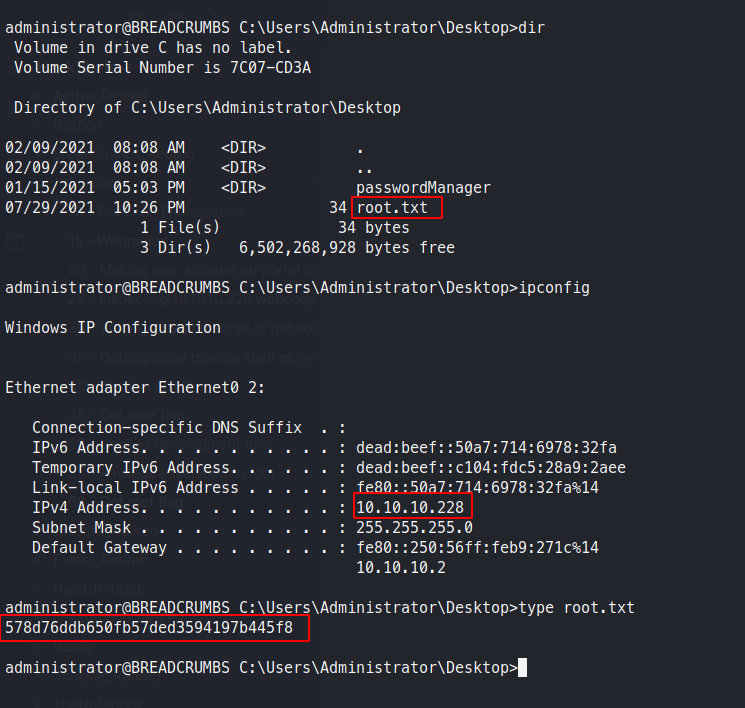 administrator@BREADCRUMBS C:\Users\Administrator\Desktop>dir
Volume in drive C has no label.
Volume Serial Number is 7C07-CD3A
Directory of C:\Users\Administrator\Desktop
02/09/2021  08:08 AM    <DIR>          .
02/09/2021  08:08 AM    <DIR>          ..
01/15/2021  05:03 PM    <DIR>          passwordManager
07/29/2021  10:26 PM                34 root.txt
1 File(s)             34 bytes
3 Dir(s)   6,502,268,928 bytes free
administrator@BREADCRUMBS C:\Users\Administrator\Desktop>ipconfig
Windows IP Configuration
Ethernet adapter Ethernet0 2:
Connection-specific DNS Suffix  . :
IPv6 Address. . . . . . . . . . . : dead:beef::50a7:714:6978:32fa
Temporary IPv6 Address. . . . . . : dead:beef::c104:fdc5:28a9:2aee
Link-local IPv6 Address . . . . . : fe80::50a7:714:6978:32fa%14
IPv4 Address. . . . . . . . . . . : 10.10.10.228
Subnet Mask . . . . . . . . . . . : 255.255.255.0
Default Gateway . . . . . . . . . : fe80::250:56ff:feb9:271c%14
10.10.10.2
administrator@BREADCRUMBS C:\Users\Administrator\Desktop>type root.txt
578d76ddb650fb57ded3594197b445f8
administrator@BREADCRUMBS C:\Users\Administrator\Desktop>